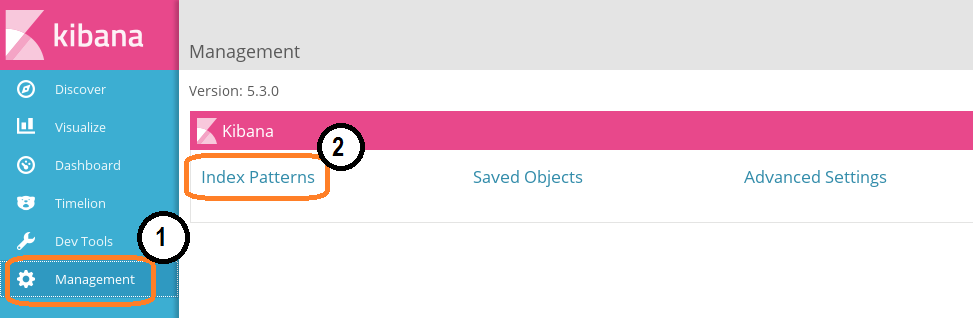 kibana
Discover
Visualize
Dashboard
Timelion
Dev Tools
Management
1
Management
Version: 5.3.0
Kibana
2
Index Patterns Saved Objects Advanced Settings